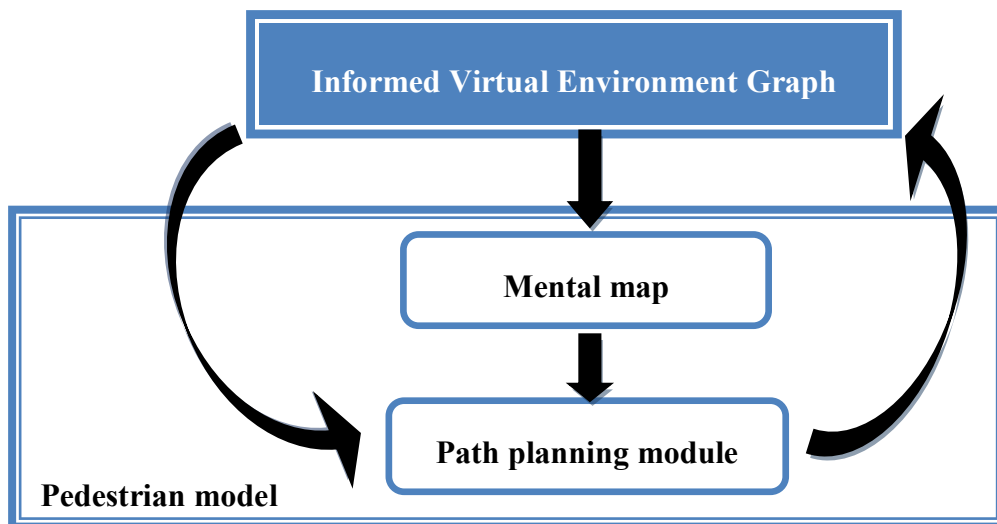 Informed Virtual Environment Graph
Mental map
Path planning module
Pedestrian model